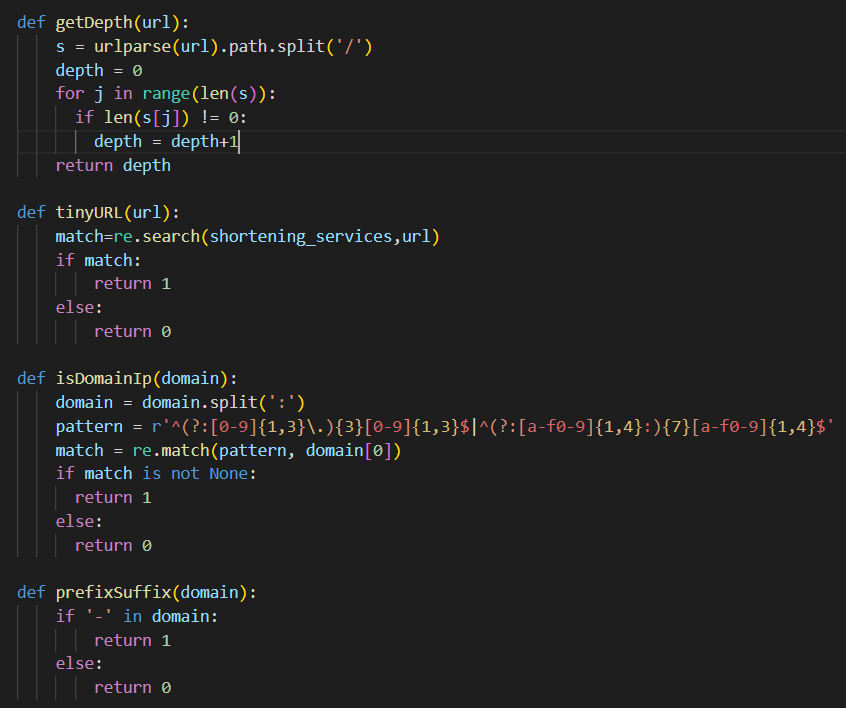 def getDepth(url):
    s = urlparse(url).path.split('/')
    depth = 0
    for j in range(len(s)):
      if len(s[j]) != 0:
        depth = depth+1
    return depth

def tinyURL(url):
    match=re.search(shortening_services,url)
    if match:
        return 1
    else:
        return 0

def isDomainIp(domain):
    domain = domain.split(':')
    pattern = r'^(?:[0-9]{1,3}\.){3}[0-9]{1,3}$|^(?:[a-f0-9]{1,4}:){7}[a-f0-9]{1,4}$'
    match = re.match(pattern, domain[0])
    if match is not None:
      return 1
    else:
      return 0

def prefixSuffix(domain):
    if '-' in domain:
        return 1
    else:
        return 0